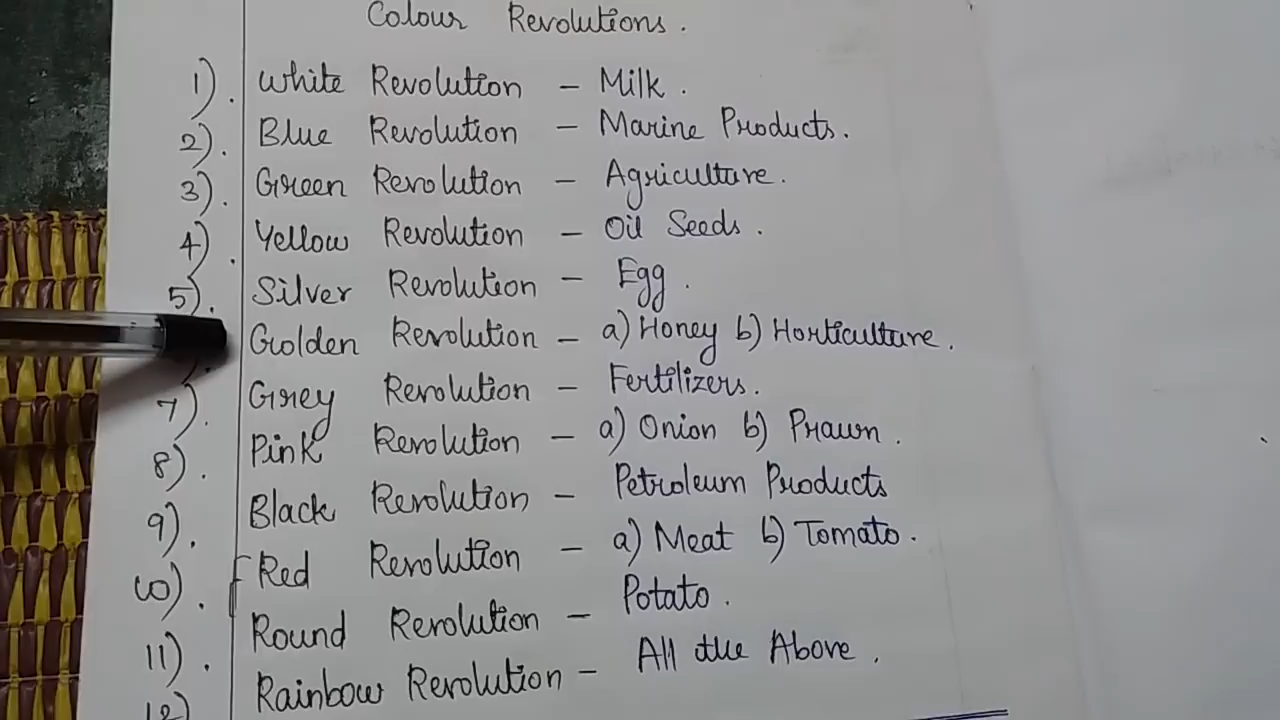 Colour Revolutions.
1). White Revolution - Milk.
2). Blue Revolution - Marine Products.
3). Green Revolution - Agriculture.
4). Yellow Revolution - Oil Seeds.
5). Silver Revolution - Egg.
Golden Revolution - a) Honey b) Horticulture.
7). Grey Revolution - Fertilizers.
8). Pink Revolution - a) Onion b) Prawn.
9). Black Revolution - Petroleum Products
10). Red Revolution - a) Meat b) Tomato.
11). Round Revolution - Potato.
12) Rainbow Revolution - All the Above.